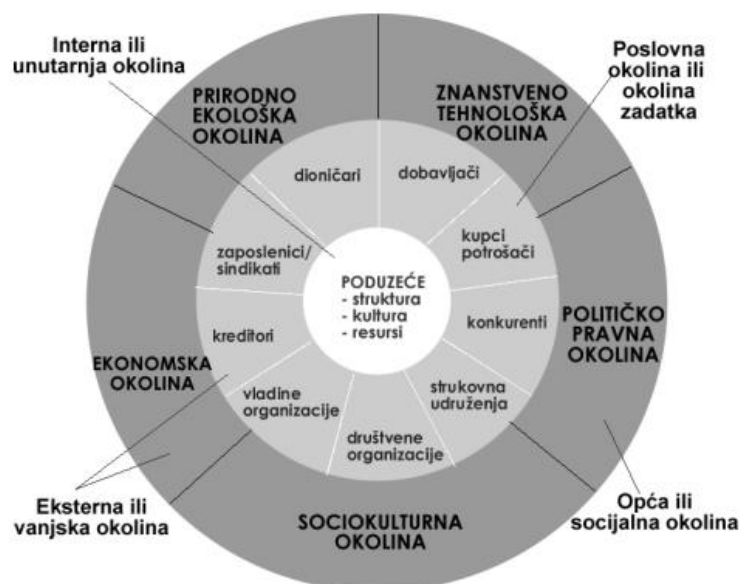 Interna ili
unutarnja okolina
Poslovna
okolina ili
okolina
zadatka
PRIRODNO
EKOLOŠKA
OKOLINA
ZNANSTVENO
TEHNOLOŠKA
OKOLINA
dioničari
dobavljači
zaposlenici/
sindikati
kupci
potrošači
PODUZEĆE
- struktura
- kultura
- resursi
kreditori
konkurenti
EKONOMSKA
OKOLINA
POLITIČKO
PRAVNA
OKOLINA
vladine
organizacije
strukovna
udruženja
društvene
organizacije
Eksterna ili
vanjska okolina
SOCIOKULTURNA
OKOLINA
Opća ili
socijalna okolina